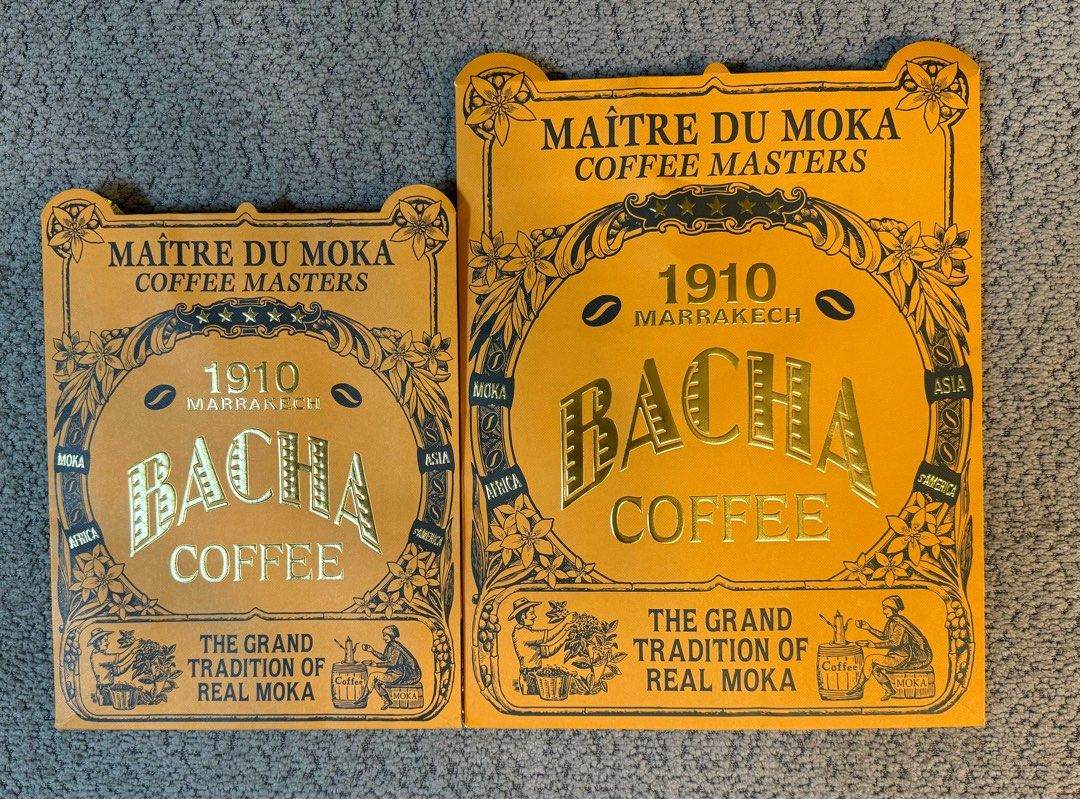 MAÎTRE DU MOKA
COFFEE MASTERS
1910
MARRAKECH
BACHA
COFFEE
MOKA
ASIA
AFRICA
S.AMERICA
THE GRAND
TRADITION OF
REAL MOKA
Coffee
MOKA
MAÎTRE DU MOKA
COFFEE MASTERS
1910
MARRAKECH
BACHA
COFFEE
MOKA
ASIA
AFRICA
S.AMERICA
THE GRAND
TRADITION OF
REAL MOKA
Coffee
MOKA